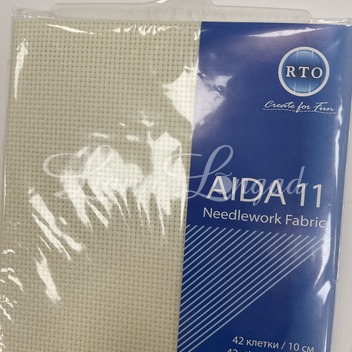 RTO
Create for Fun
AIDA 11
Needlework Fabric
42 клетки / 10 см